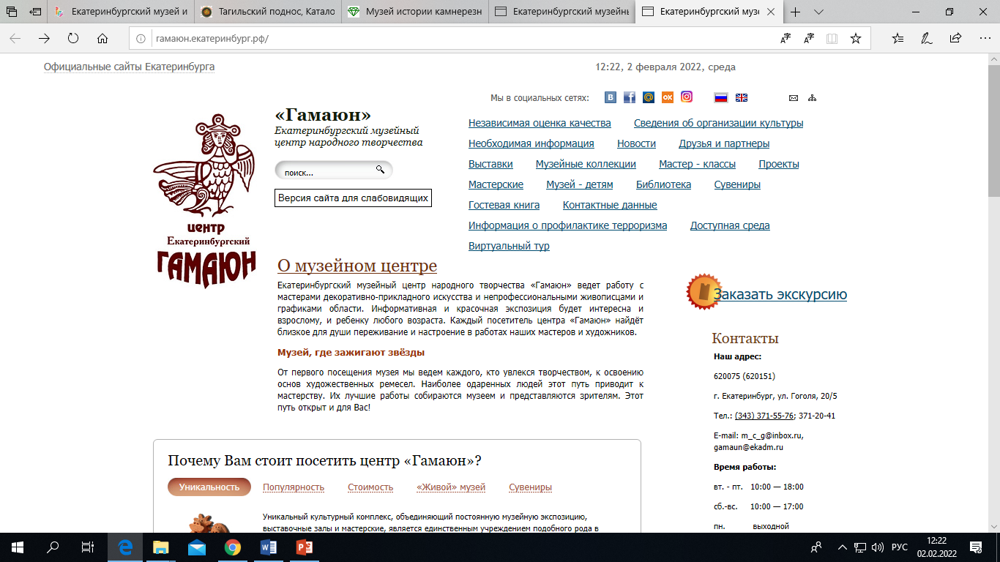 Екатеринбургский музей и
Тагильский поднос, Катало
Музей истории камнерезн
Екатеринбургский музейнь
Екатеринбургский музе
гамаюн.екатеринбург.рф/
Официальные сайты Екатеринбурга
12:22, 2 февраля 2022, среда
Мы в социальных сетях:
«Гамаюн»
Екатеринбургский музейный
центр народного творчества
поиск...
Версия сайта для слабовидящих
центр
Екатеринбургский
ГАМАЮН
Независимая оценка качества Сведения об организации культуры
Необходимая информация Новости Друзья и партнеры
Выставки Музейные коллекции Мастер - классы Проекты
Мастерские Музей - детям Библиотека Сувениры
Гостевая книга Контактные данные
Информация о профилактике терроризма Доступная среда
Виртуальный тур
О музейном центре
Екатеринбургский музейный центр народного творчества «Гамаюн» ведет работу с
мастерами декоративно-прикладного искусства и непрофессиональными живописцами и
графиками области. Информативная и красочная экспозиция будет интересна и
взрослому, и ребенку любого возраста. Каждый посетитель центра «Гамаюн» найдёт
близкое для души переживание и настроение в работах наших мастеров и художников.
Музей, где зажигают звёзды
От первого посещения музея мы ведем каждого, кто увлекся творчеством, к освоению
основ художественных ремесел. Наиболее одаренных людей этот путь приводит к
мастерству. Их лучшие работы собираются музеем и представляются зрителям. Этот
путь открыт и для Вас!
Заказать экскурсию
Контакты
Наш адрес:
620075 (620151)
г. Екатеринбург, ул. Гоголя, 20/5
Тел.: (343) 371-55-76; 371-20-41
E-mail: m_c_g@inbox.ru,
gamaun@ekadm.ru
Время работы:
вт. - пт. 10:00 — 18:00
сб.-вс. 10:00 — 17:00
пн. выходной
Почему Вам стоит посетить центр «Гамаюн»?
Уникальность Популярность Стоимость «Живой» музей Сувениры
Уникальный культурный комплекс, объединяющий постоянную музейную экспозицию,
выставочные залы и мастерские, является единственным учреждением подобного рода в
РУС
12:22
02.02.2022